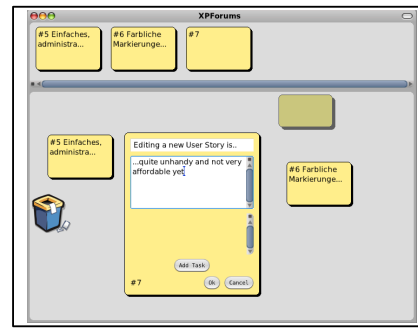 XPForums
#5 Einfaches,
administra...
#6 Farbliche
Markierunge...
#7
#5 Einfaches,
administra...
Editing a new User Story is..
...quite unhandy and not very
affordable yet
Add Task
#7
Ok
Cancel
#6 Farbliche
Markierunge...